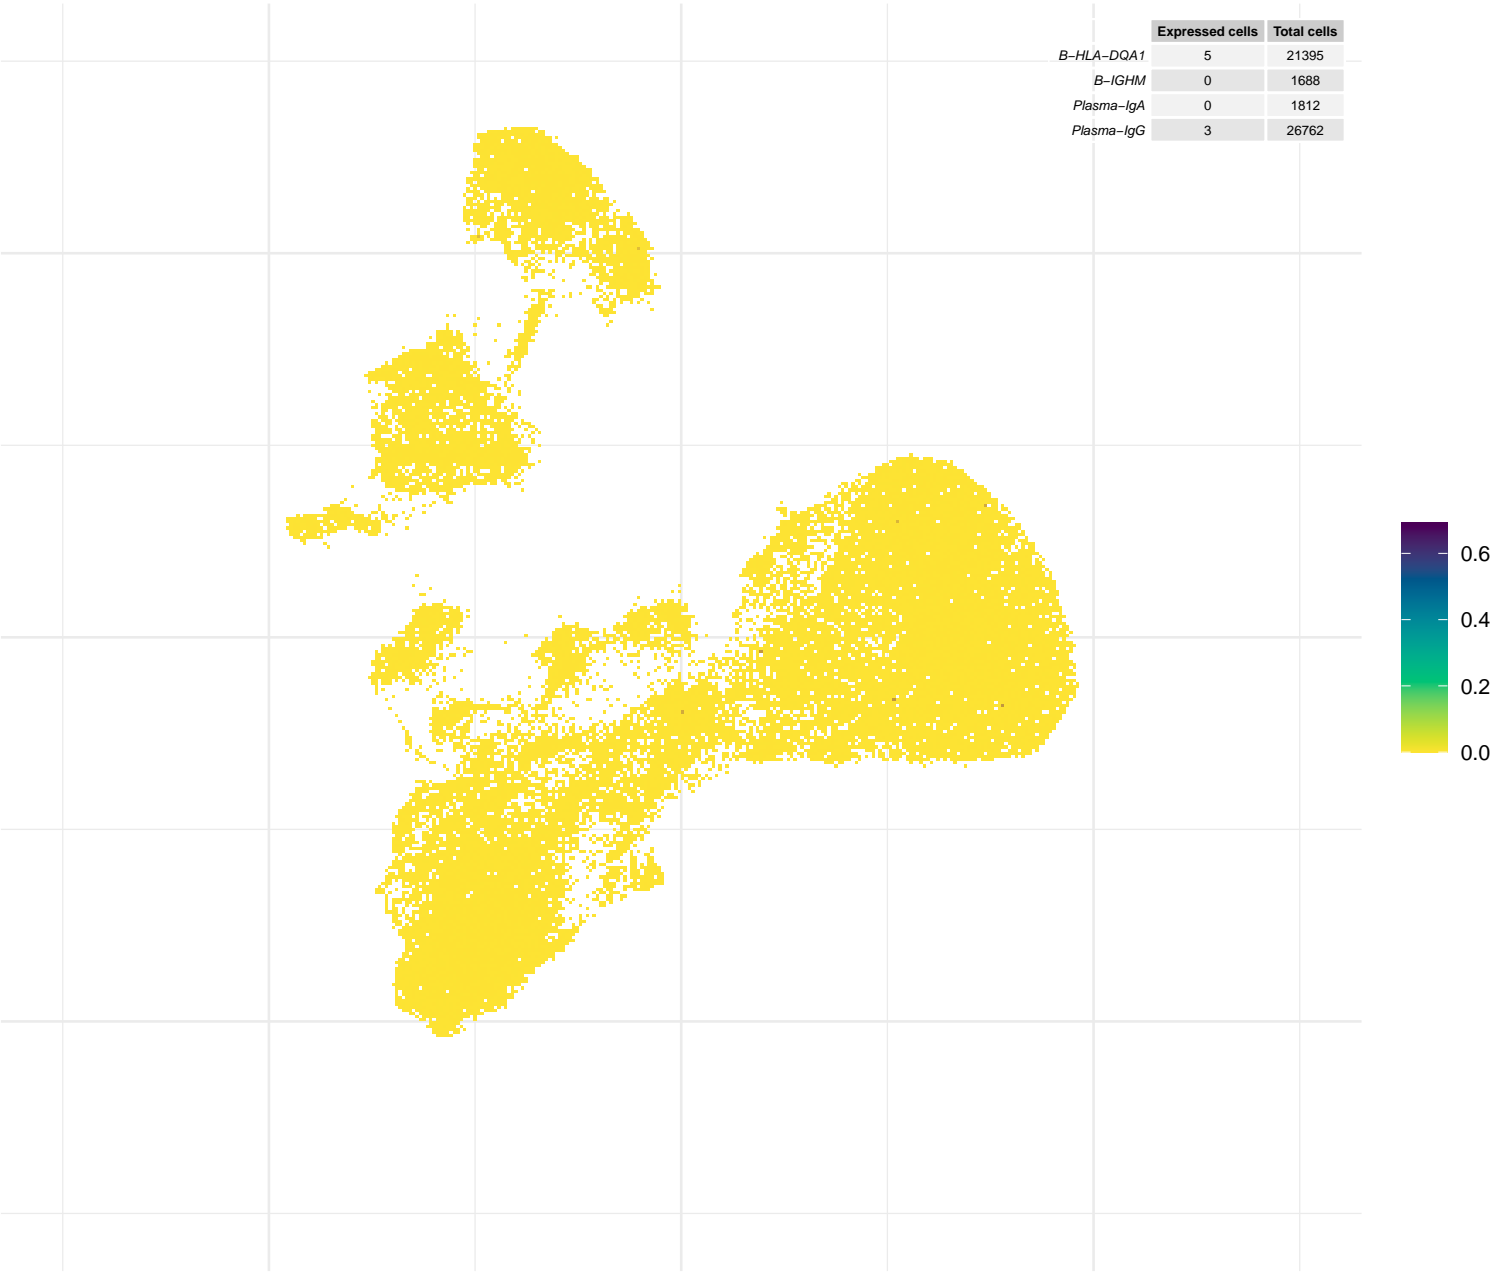 Expressed cells Total cells
B–HLA–DQA1 5 21395
B–IGHM 0 1688
Plasma–IgA 0 1812
Plasma–IgG 3 26762
0.6
0.4
0.2
0.0